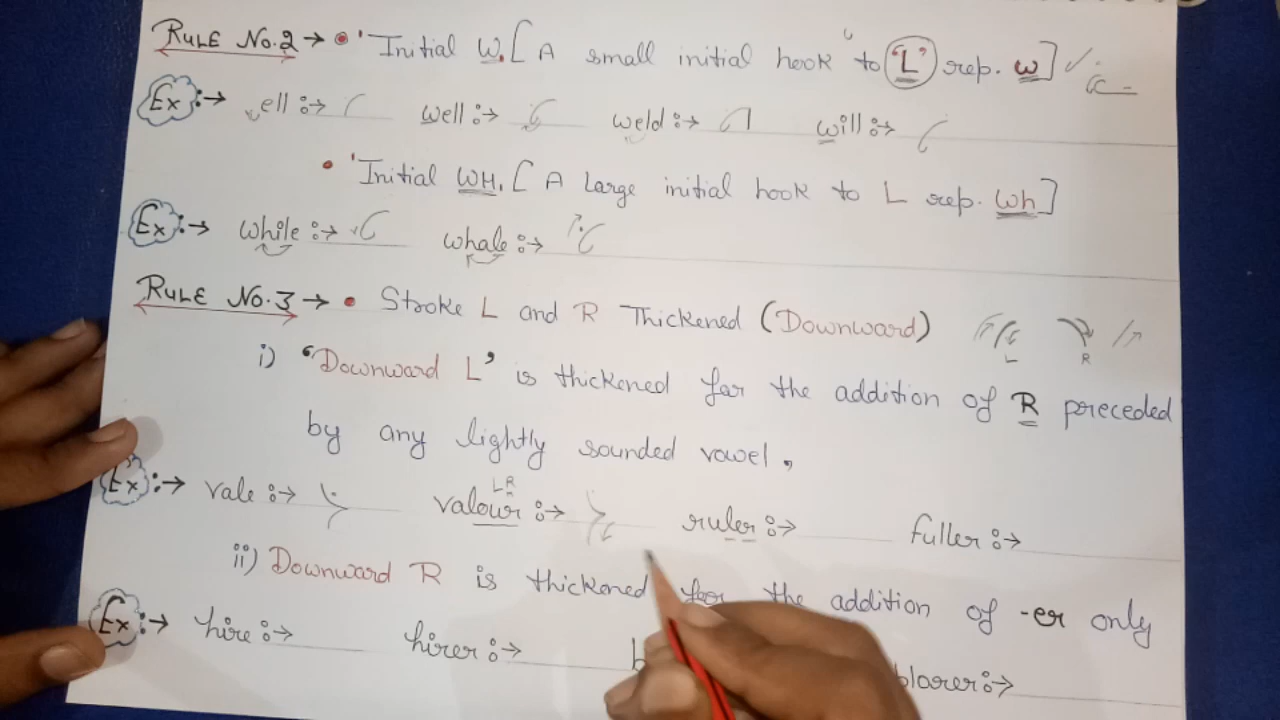 RULE No.2 → • 'Initial W. [A small initial hook to 'L' rep. w]
Ex :→ ell :→ well :→ weld :→ will :→
• 'Initial WH. [A Large initial hook to L rep. Wh]
Ex :→ while :→ whale :→
RULE No.3 → • Stroke L and R Thickened (Downward) L R
i) 'Downward L' is thickened for the addition of R preceded
by any lightly sounded vowel.
Ex :→ vale :→ valour :→ LR ruler :→ fuller :→
ii) Downward R is thickened for the addition of -er only
Ex :→ hire :→ hirer :→